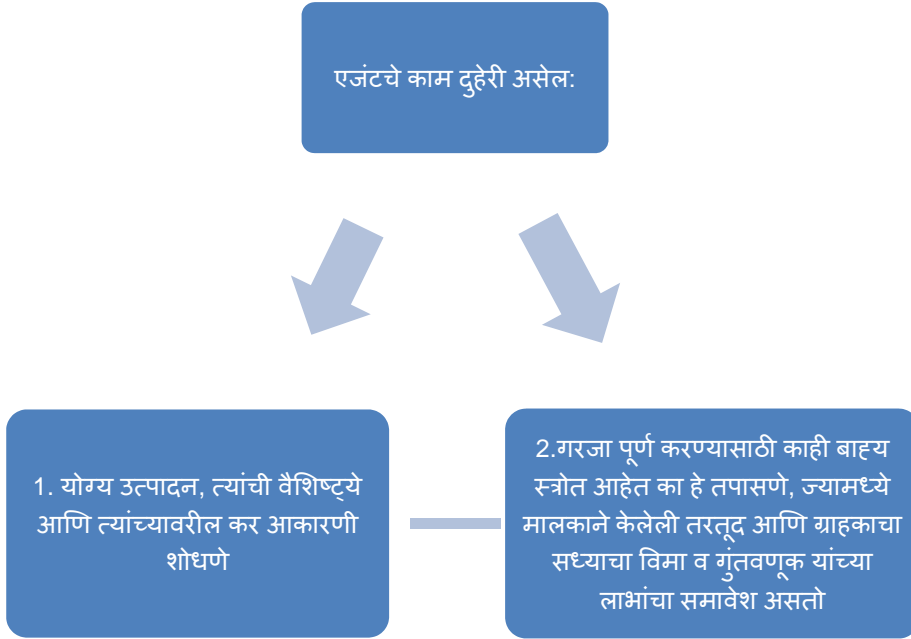 एजंटचे काम दुहेरी असेल:
1. योग्य उत्पादन, त्यांची वैशिष्ट्ये
आणि त्यांच्यावरील कर आकारणी
शोधणे
2.गरजा पूर्ण करण्यासाठी काही बाह्य
स्त्रोत आहेत का हे तपासणे, ज्यामध्ये
मालकाने केलेली तरतूद आणि ग्राहकाचा
सध्याचा विमा व गुंतवणूक यांच्या
लाभांचा समावेश असतो